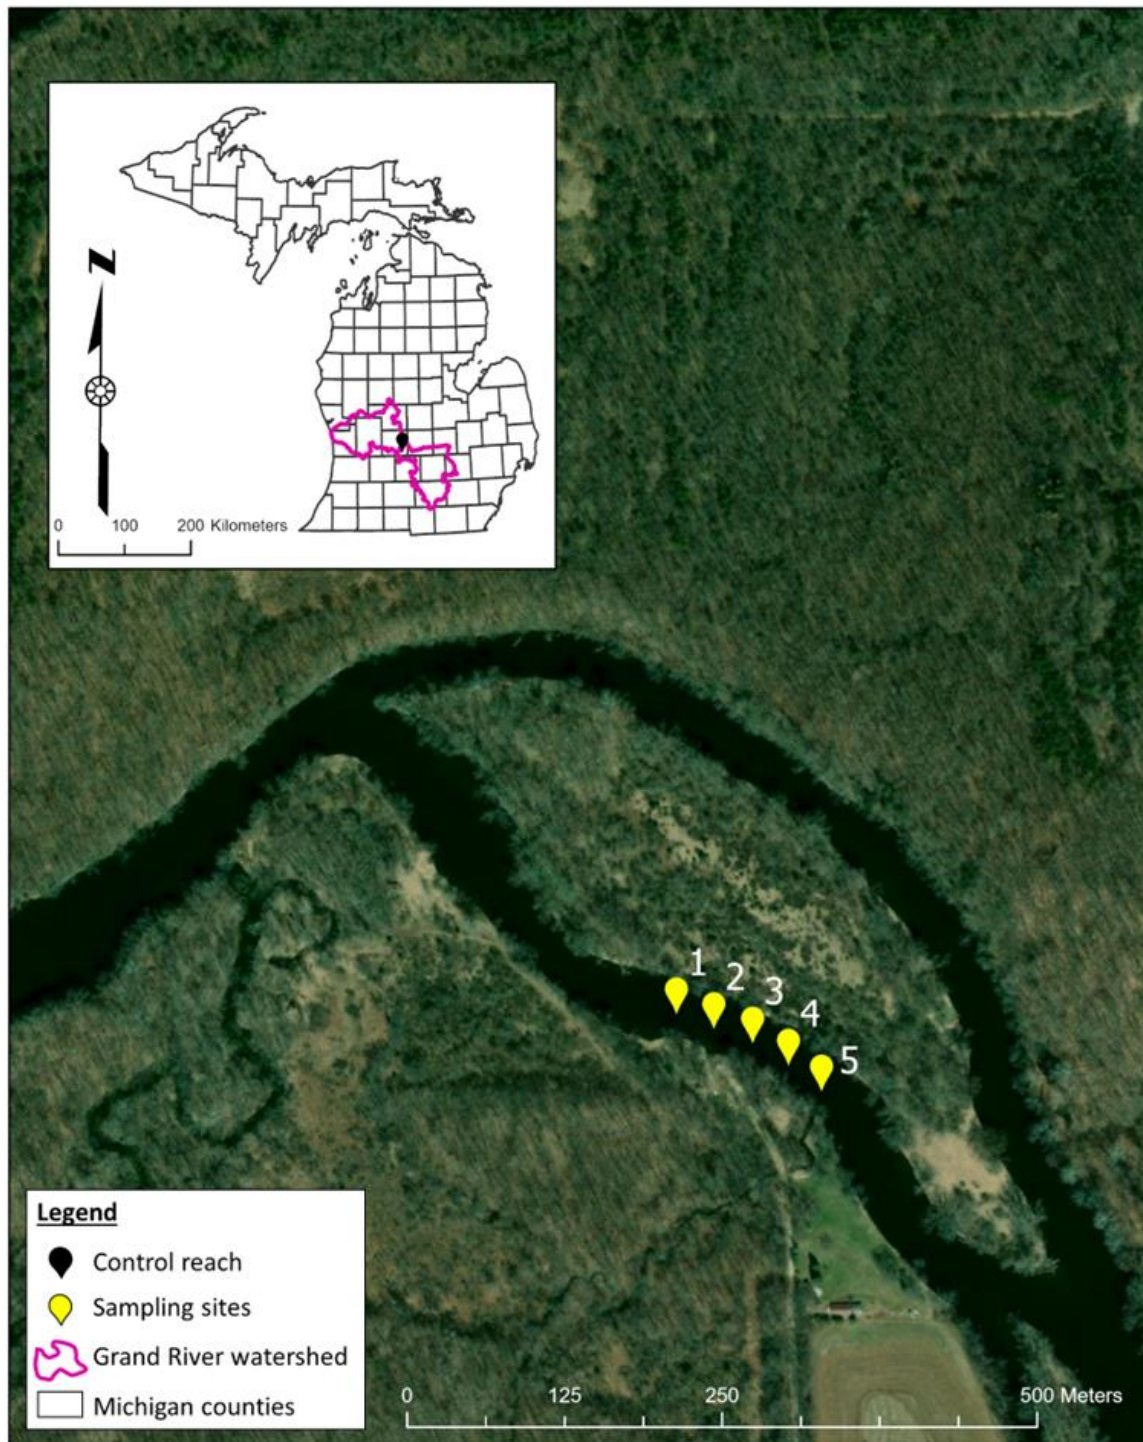 N
0 100 200 Kilometers
1
2
3
4
5
Legend
Control reach
Sampling sites
Grand River watershed
Michigan counties
0 125 250 500 Meters